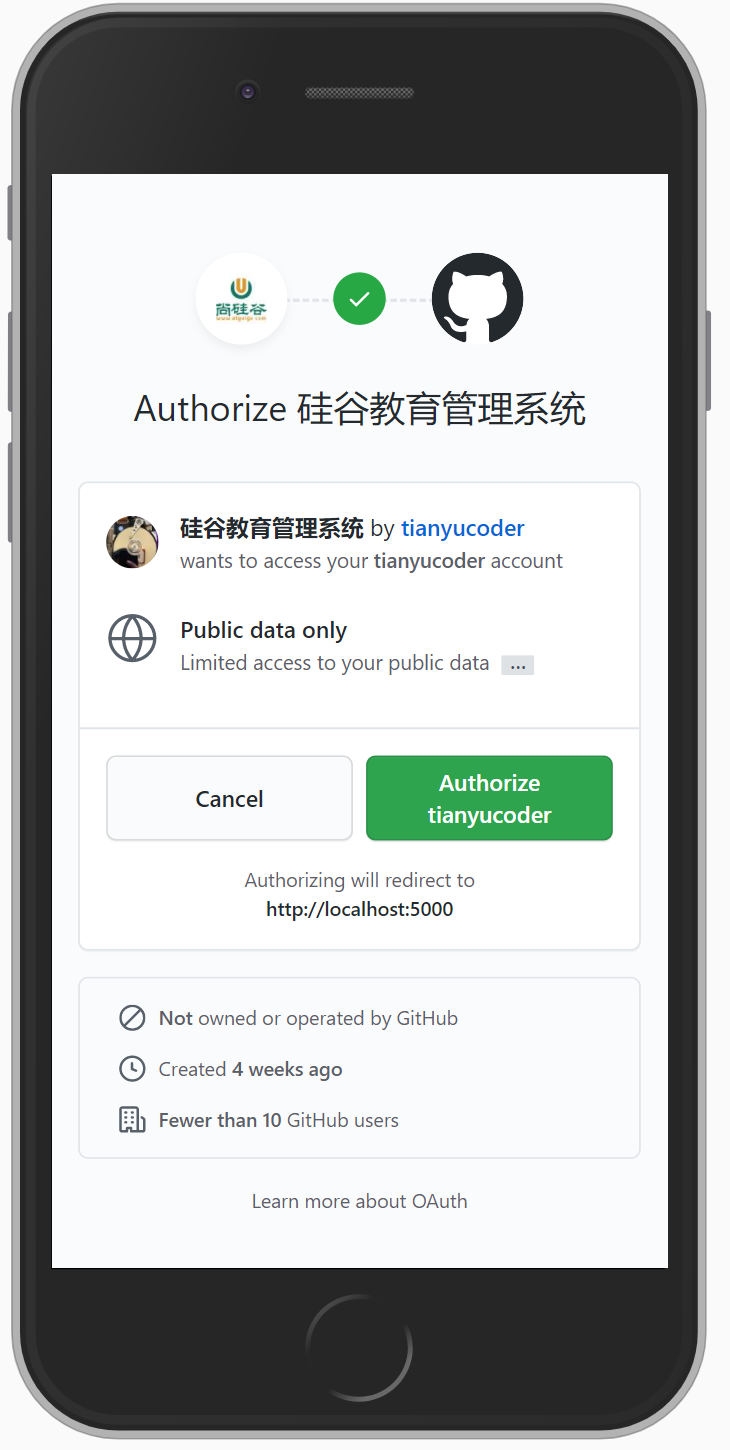 尚硅谷
www.atguigu.com
Authorize 硅谷教育管理系统
硅谷教育管理系统 by tianyucoder
wants to access your tianyucoder account
Public data only
Limited access to your public data ...
Cancel
Authorize
tianyucoder
Authorizing will redirect to
http://localhost:5000
Not owned or operated by GitHub
Created 4 weeks ago
Fewer than 10 GitHub users
Learn more about OAuth